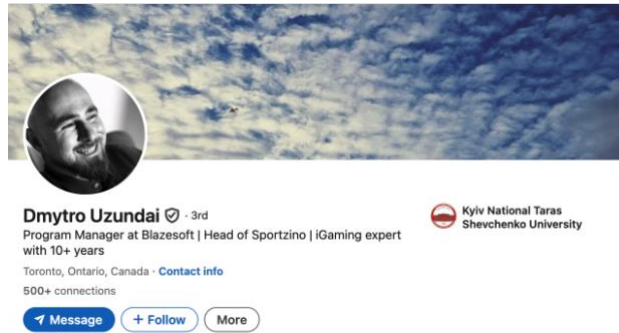 Dmytro Uzundai · 3rd
Program Manager at Blazesoft | Head of Sportzino | iGaming expert
with 10+ years
Toronto, Ontario, Canada · Contact info
500+ connections
Message + Follow More
Kyiv National Taras
Shevchenko University